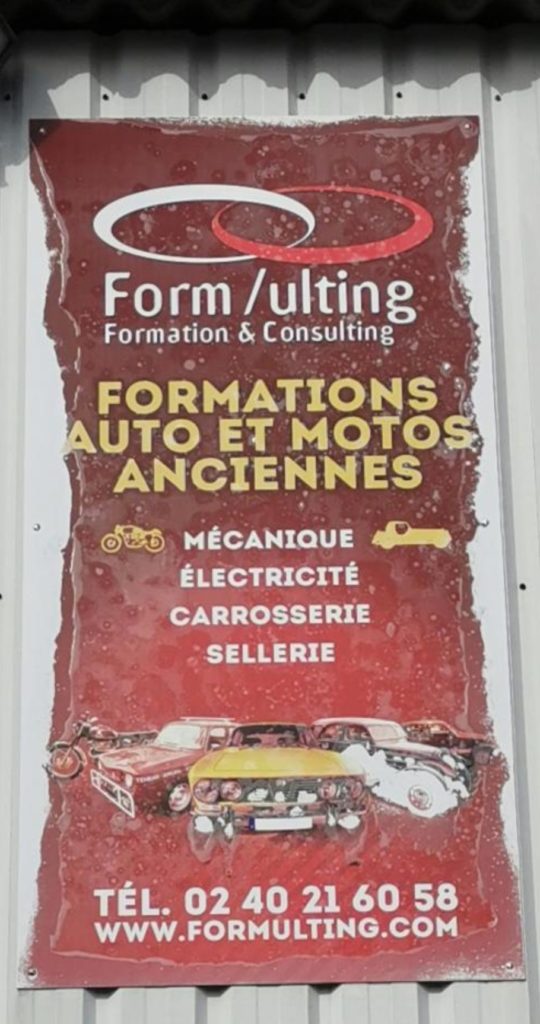 Form/ulting
Formation & Consulting
FORMATIONS
AUTO ET MOTOS
ANCIENNES
MÉCANIQUE
ÉLECTRICITÉ
CARROSSERIE
SELLERIE
TÉL. 02 40 21 60 58
WWW.FORMULTING.COM